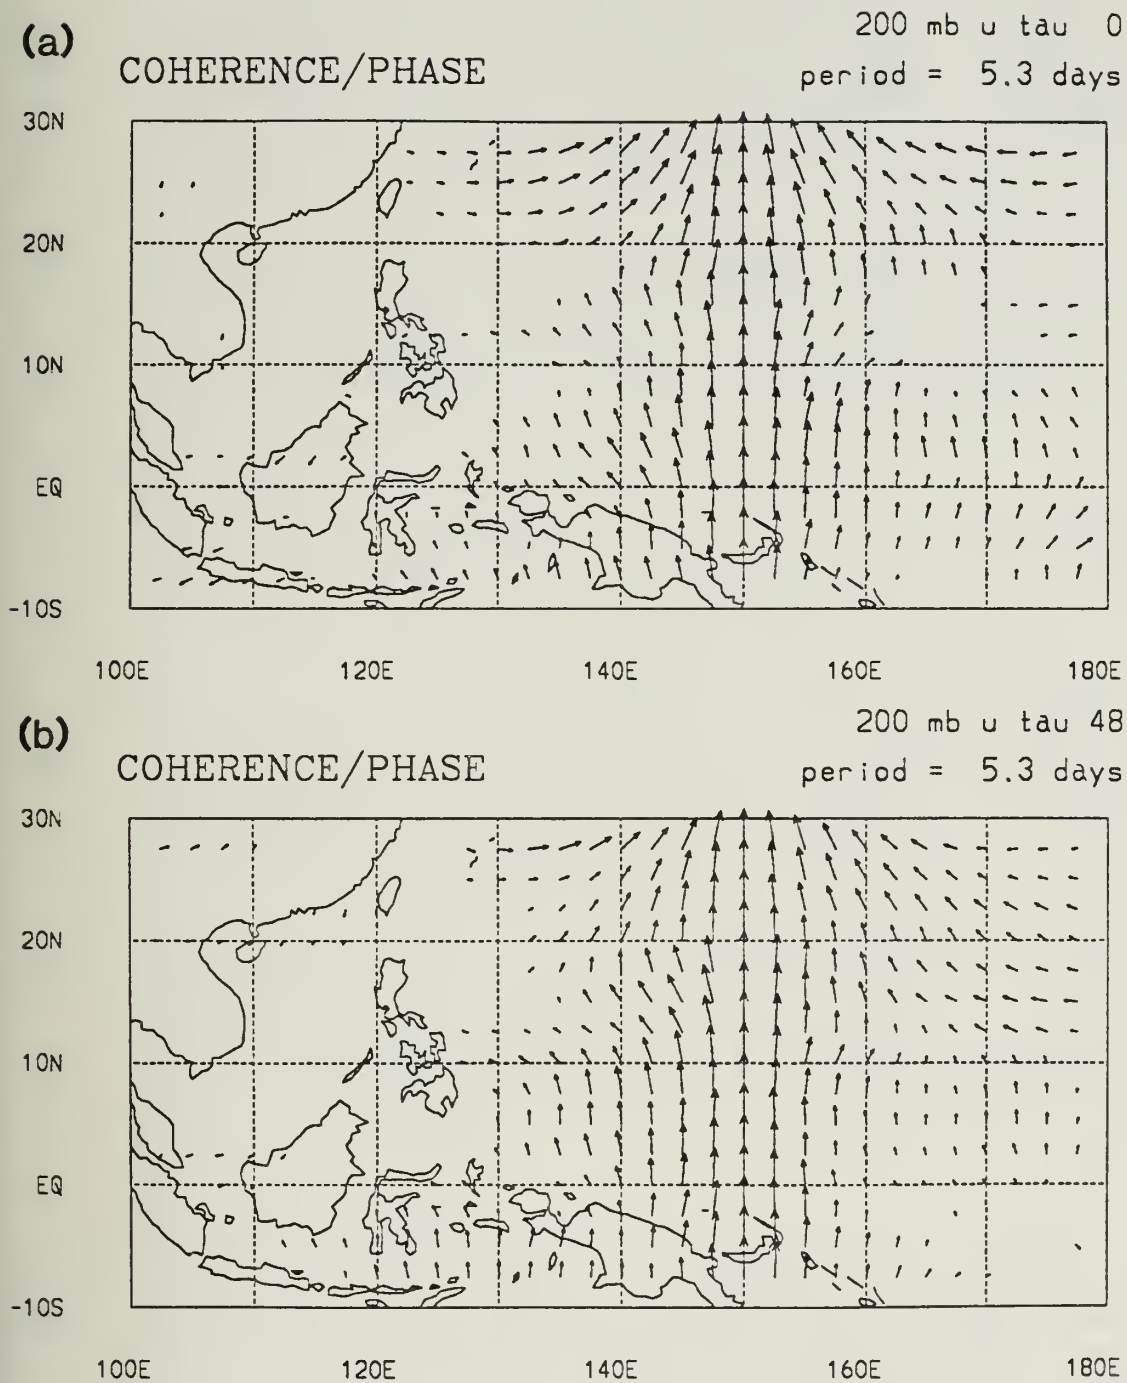 (a)
200 mb u tau 0
COHERENCE/PHASE
period = 5.3 days
30N
20N
10N
EQ
-10S
100E 120E 140E 160E 180E
(b)
200 mb u tau 48
COHERENCE/PHASE
period = 5.3 days
30N
20N
10N
EQ
-10S
100E 120E 140E 160E 180E